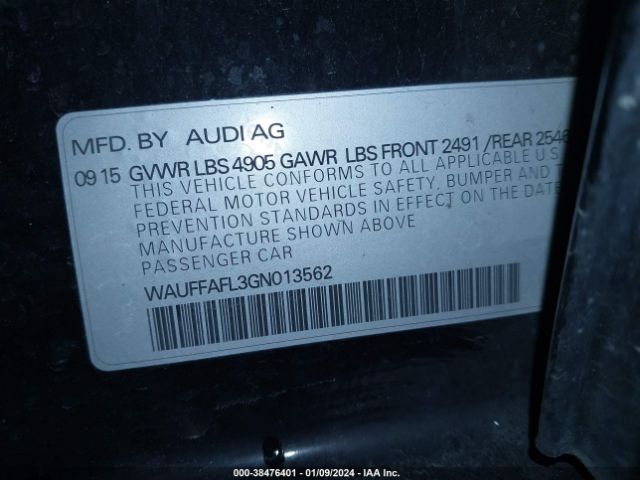 MFD. BY AUDI AG
09 15 GVWR LBS 4905 GAWR LBS FRONT 2491 /REAR 2546
THIS VEHICLE CONFORMS TO ALL APPLICABLE U.S
FEDERAL MOTOR VEHICLE SAFETY, BUMPER AND
PREVENTION STANDARDS IN EFFECT ON THE DATE
MANUFACTURE SHOWN ABOVE
PASSENGER CAR
WAUFFAFL3GN013562
000-38476401 - 01/09/2024 - IAA Inc.